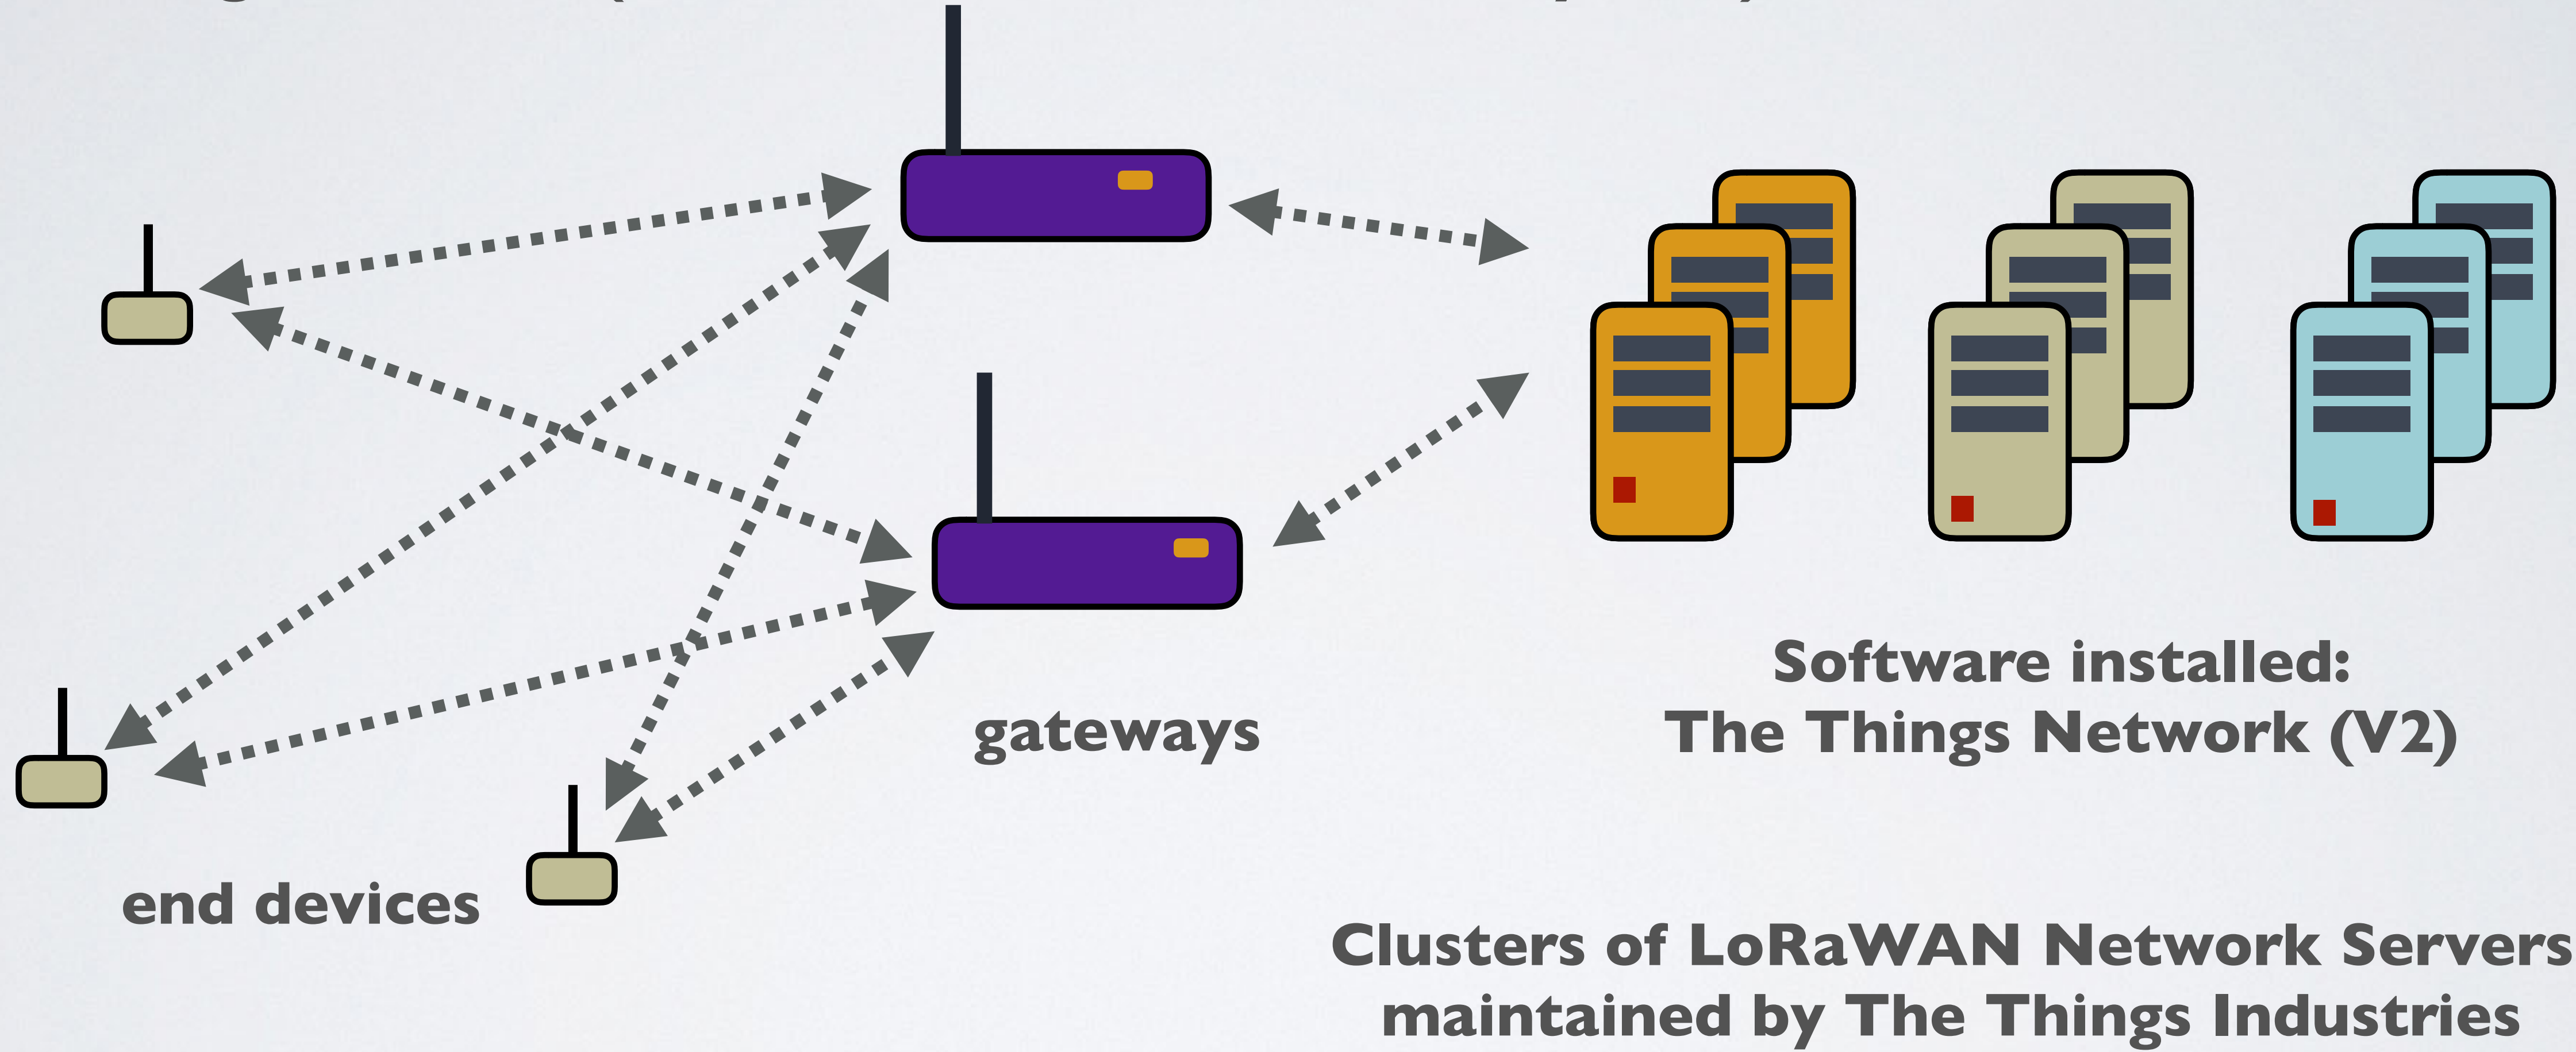 gateways
Software installed:
The Things Network (V2)
end devices
Clusters of LoRaWAN Network Servers
maintained by The Things Industries